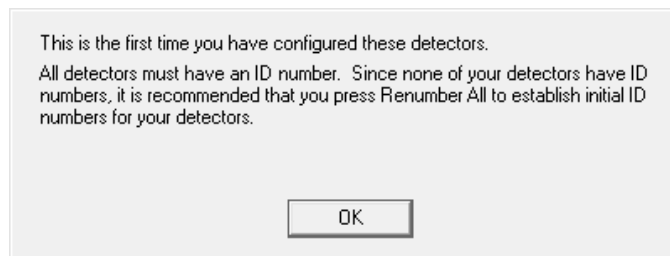 This is the first time you have configured these detectors.
All detectors must have an ID number.  Since none of your detectors have ID
numbers, it is recommended that you press Renumber All to establish initial ID
numbers for your detectors.
OK